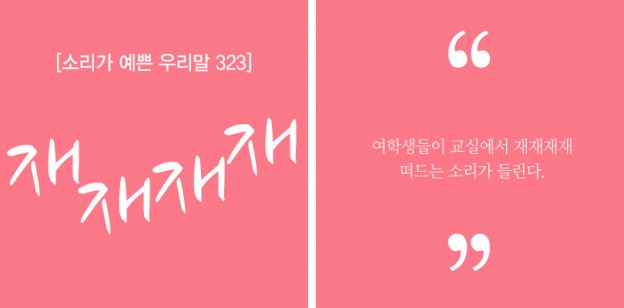 [소리가 예쁜 우리말 323]
재재재재
“
여학생들이 교실에서 재재재재
떠드는 소리가 들린다.
”